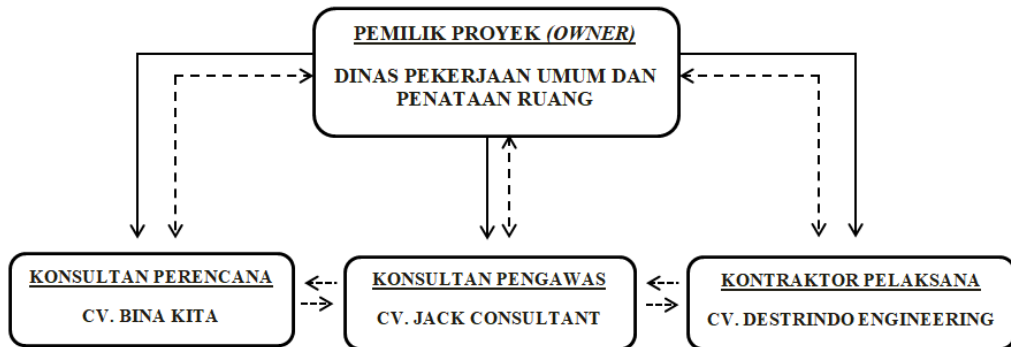 PEMILIK PROYEK (OWNER)
DINAS PEKERJAAN UMUM DAN
PENATAAN RUANG
KONSULTAN PERENCANA
CV. BINA KITA
KONSULTAN PENGAWAS
CV. JACK CONSULTANT
KONTRAKTOR PELAKSANA
CV. DESTRINDO ENGINEERING